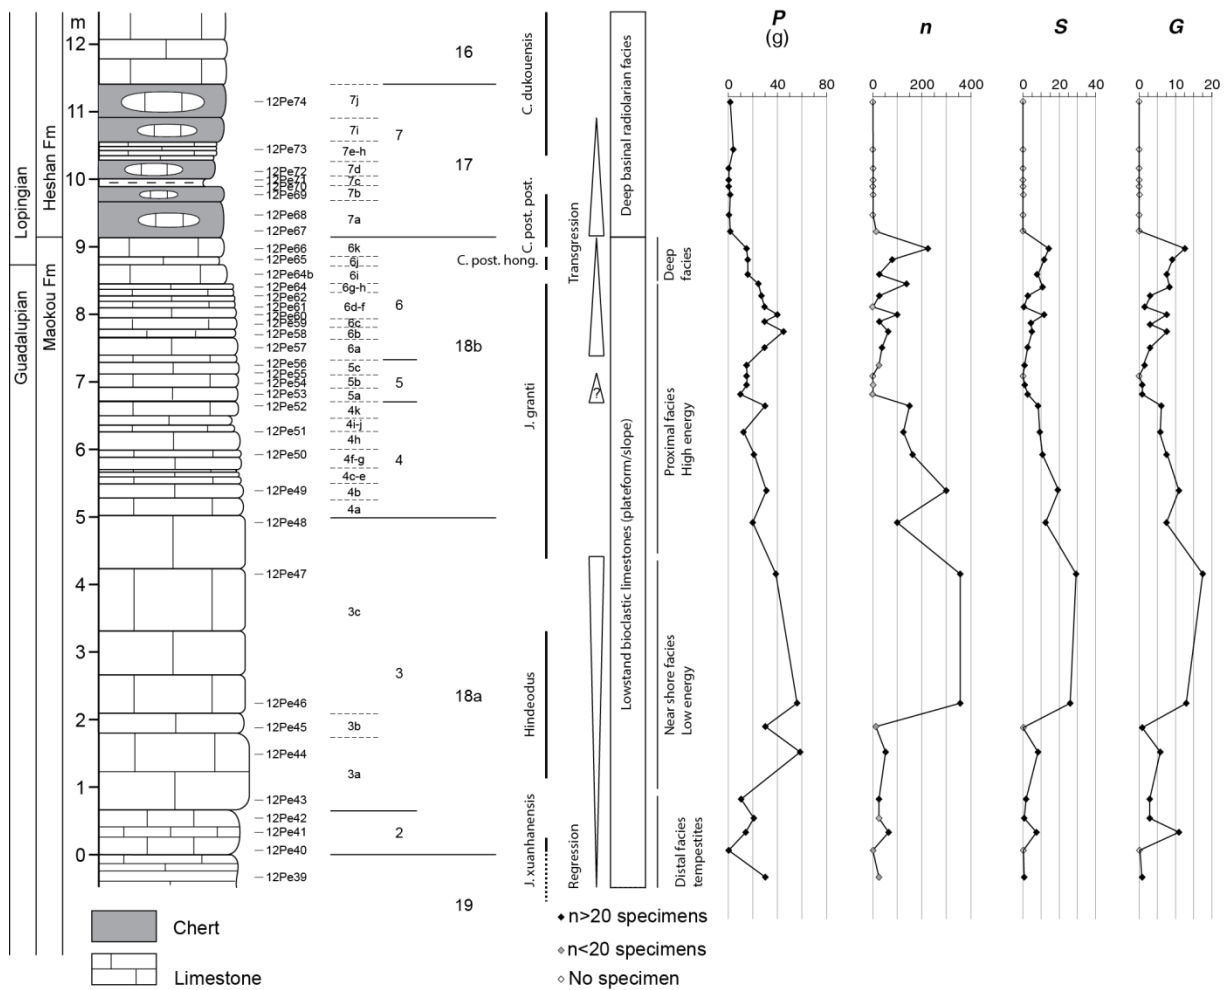 m
P
(g)
n
S
G
0 40 80
0 200 400
0 20 40
0 10 20
Lopingian
Guadalupian
Heshan Fm
Maokou Fm
12
11
10
9
8
7
6
5
4
3
2
1
0
12Pe74
12Pe73
12Pe72
12Pe71
12Pe70
12Pe69
12Pe68
12Pe67
12Pe66
12Pe65
12Pe64b
12Pe64
12Pe62
12Pe61
12Pe60
12Pe59
12Pe58
12Pe57
12Pe56
12Pe55
12Pe54
12Pe53
12Pe52
12Pe51
12Pe50
12Pe49
12Pe48
12Pe47
12Pe46
12Pe45
12Pe44
12Pe43
12Pe42
12Pe41
12Pe40
12Pe39
7j
7i
7e-h
7d
7c
7b
7a
6k
6j
6i
6g-h
6d-f
6c
6b
6a
5c
5b
5a
4k
4i-j
4h
4f-g
4c-e
4b
4a
3c
3b
3a
7
6
5
4
3
2
16
17
18b
18a
19
C. dukouensis
C. post. post.
C. post. hong.
J. granti
Hindeodus
J. xuanhanensis
Transgression
?
Regression
Deep basinal radiolarian facies
Lowstand bioclastic limestones (plateform/slope)
Deep
facies
Proximal facies
High energy
Near shore facies
Low energy
Distal facies
tempestites
Chert
Limestone
n>20 specimens
n<20 specimens
No specimen